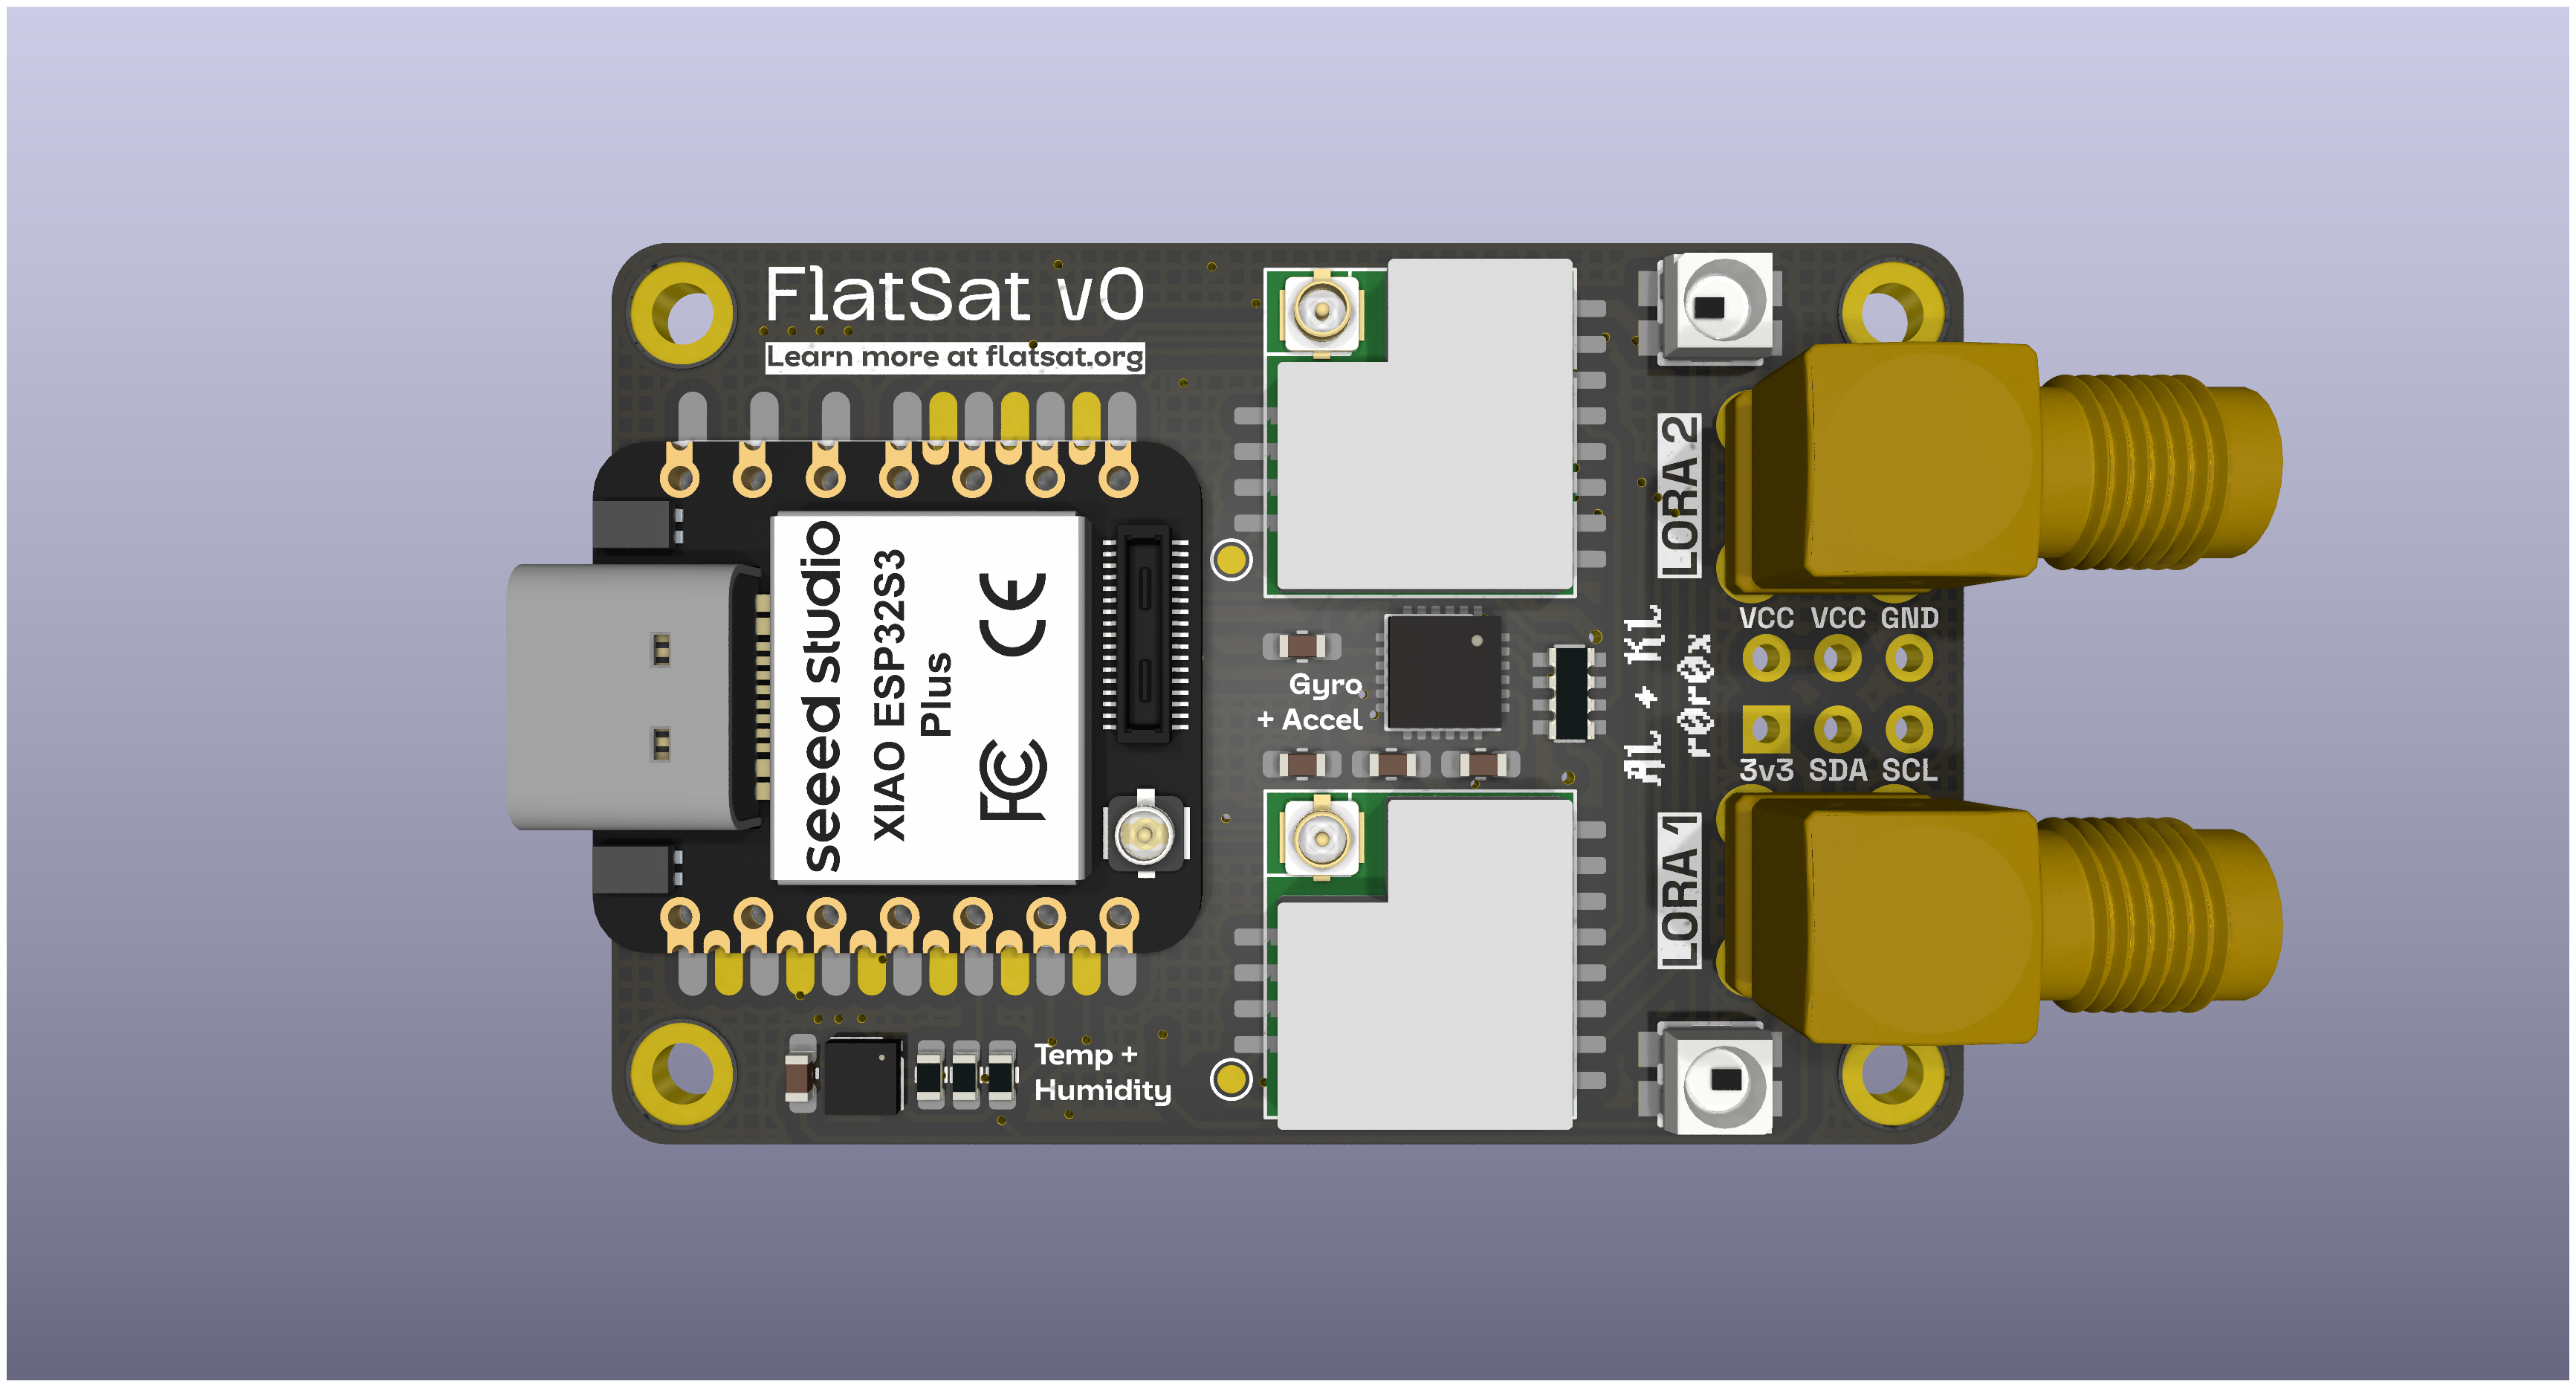 FlatSat v0
Learn more at flatsat.org
seeed studio
XIAO ESP32S3
Plus
FC CE
Gyro
+ Accel
Temp +
Humidity
AL + KL
r0r0x
LORA 2
VCC VCC GND
3v3 SDA SCL
LORA 1